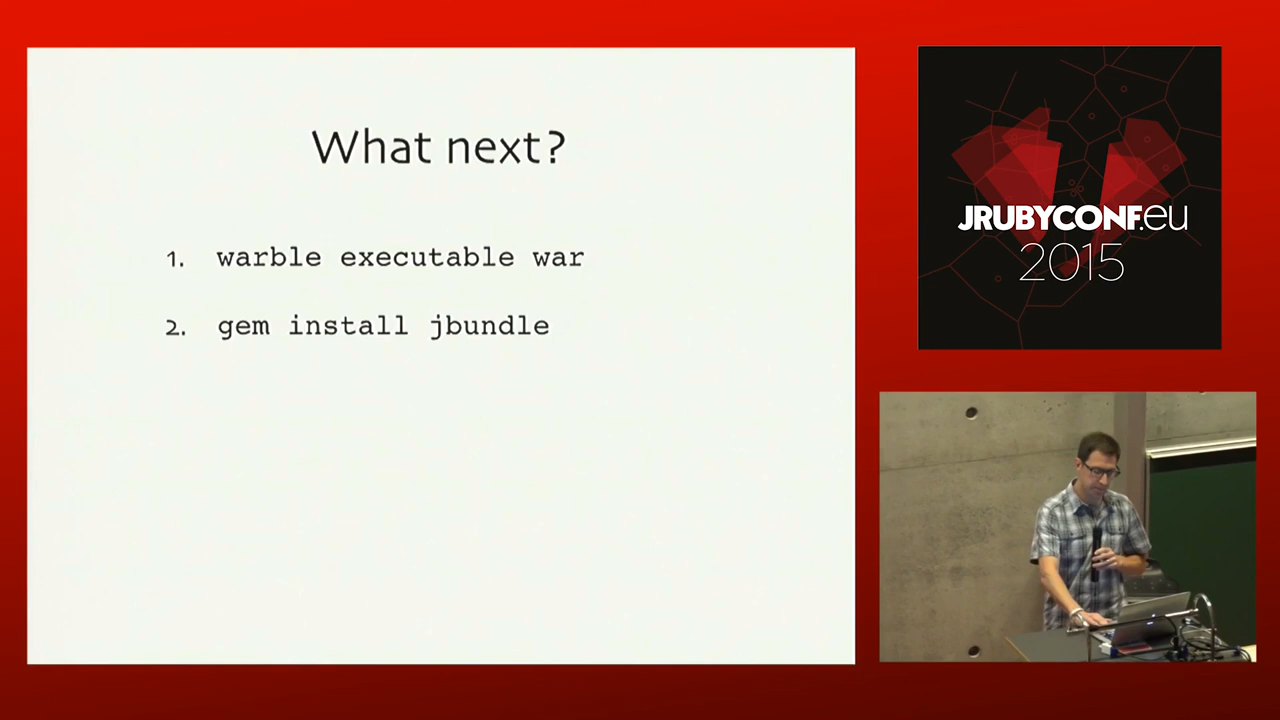 What next?
1. warble executable war
2. gem install jbundle
JRUBYCONF.eu
2015